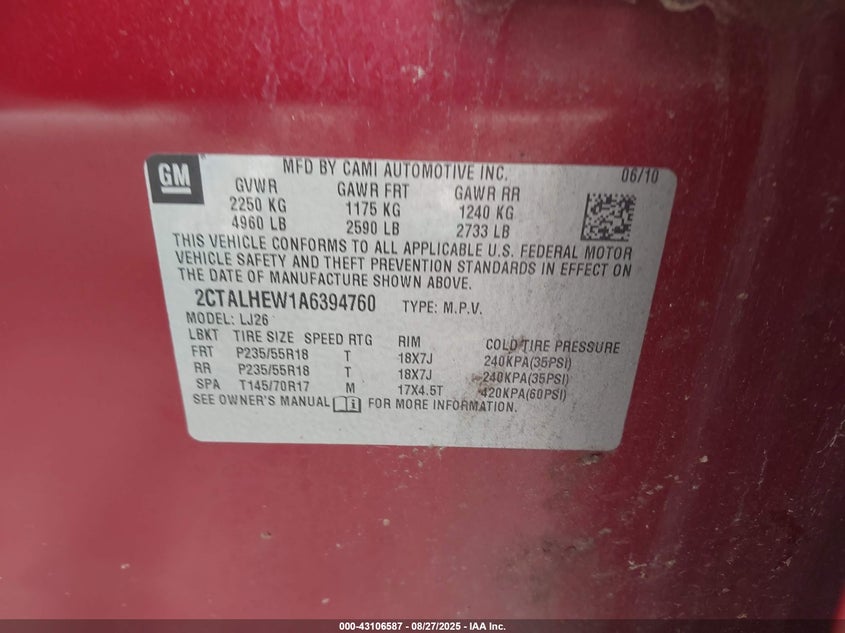 GM
MFD BY CAMI AUTOMOTIVE INC. 06/10
GVWR GAWR FRT GAWR RR
2250 KG 1175 KG 1240 KG
4960 LB 2590 LB 2733 LB
THIS VEHICLE CONFORMS TO ALL APPLICABLE U.S. FEDERAL MOTOR
VEHICLE SAFETY AND THEFT PREVENTION STANDARDS IN EFFECT ON
THE DATE OF MANUFACTURE SHOWN ABOVE.
2CTALHEW1A6394760 TYPE: M.P.V.
MODEL: LJ26
LBKT TIRE SIZE SPEED RTG RIM COLD TIRE PRESSURE
FRT P235/55R18 T 18X7J 240KPA(35PSI)
RR P235/55R18 T 18X7J 240KPA(35PSI)
SPA T145/70R17 M 17X4.5T 420KPA(60PSI)
SEE OWNER'S MANUAL FOR MORE INFORMATION.
000-43106587 - 08/27/2025 - IAA Inc.